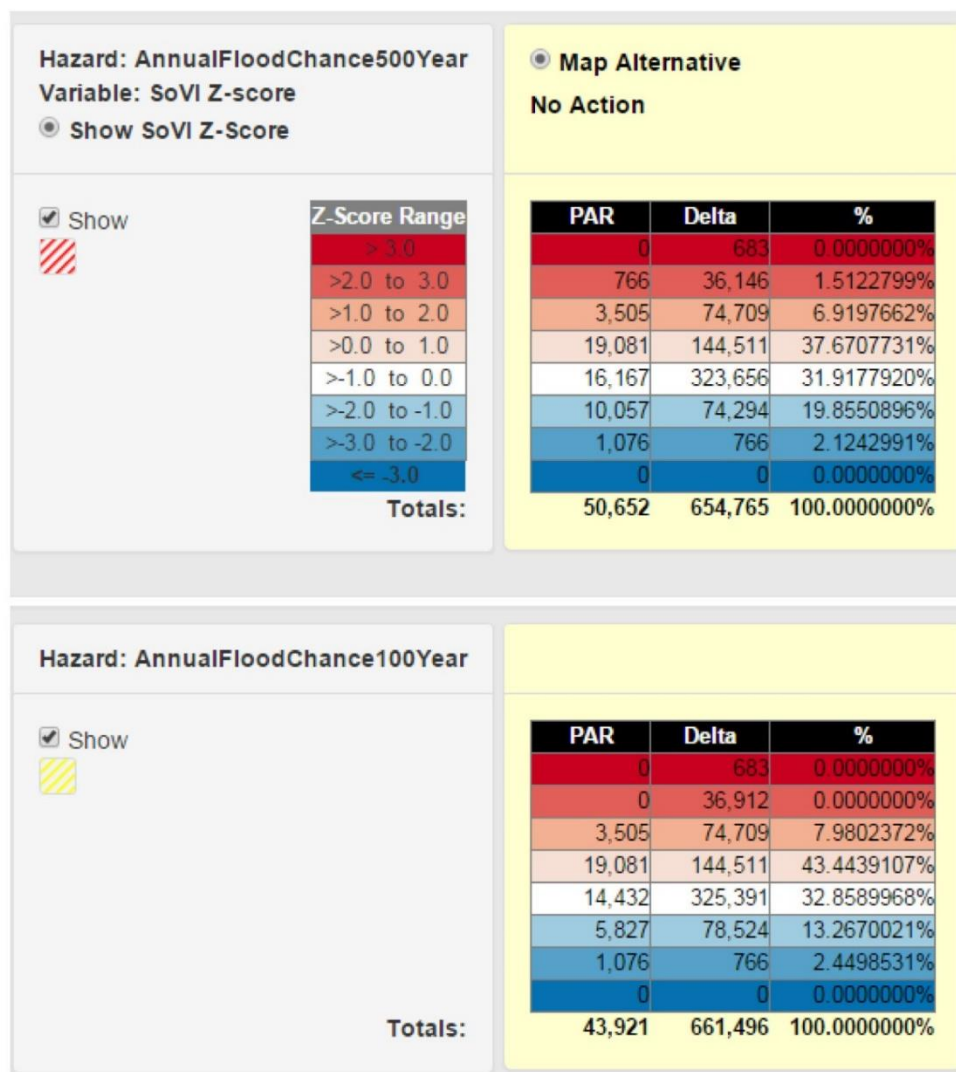 Hazard: AnnualFloodChance500Year
Variable: SoVI Z-score
Show SoVI Z-Score
Map Alternative
No Action
Show
Z-Score Range PAR Delta %
> 3.0 0 683 0.0000000%
>2.0 to 3.0 766 36,146 1.5122799%
>1.0 to 2.0 3,505 74,709 6.9197662%
>0.0 to 1.0 19,081 144,511 37.6707731%
>-1.0 to 0.0 16,167 323,656 31.9177920%
>-2.0 to -1.0 10,057 74,294 19.8550896%
>-3.0 to -2.0 1,076 766 2.1242991%
<= -3.0 0 0 0.0000000%
Totals: 50,652 654,765 100.0000000%
Hazard: AnnualFloodChance100Year
Show
PAR Delta %
0 683 0.0000000%
0 36,912 0.0000000%
3,505 74,709 7.9802372%
19,081 144,511 43.4439107%
14,432 325,391 32.8589968%
5,827 78,524 13.2670021%
1,076 766 2.4498531%
0 0 0.0000000%
Totals: 43,921 661,496 100.0000000%